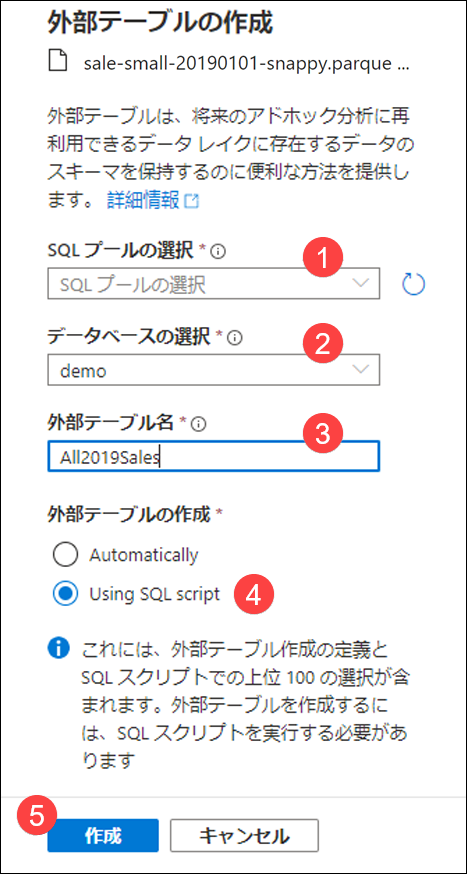 外部テーブルの作成
sale-small-20190101-snappy.parque ...
外部テーブルは、将来のアドホック分析に再
利用できるデータ レイクに存在するデータの
スキーマを保持するのに便利な方法を提供し
ます。 詳細情報
SQL プールの選択 *
1
SQL プールの選択
データベースの選択 *
2
demo
外部テーブル名 *
3
All2019Sales
外部テーブルの作成 *
Automatically
Using SQL script
4
これには、外部テーブル作成の定義と
SQL スクリプトでの上位 100 の選択が含
まれます。外部テーブルを作成するに
は、SQL スクリプトを実行する必要があ
ります
5
作成
キャンセル